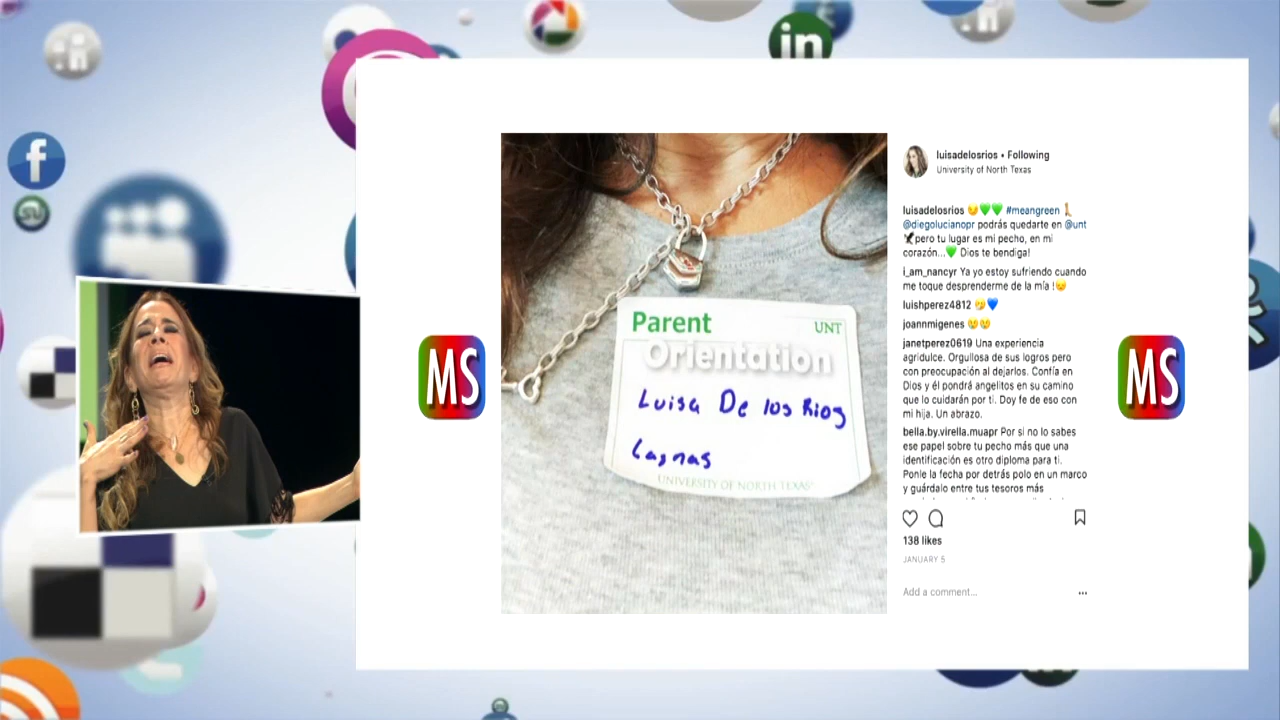 in
f
MS
Parent
UNT
Orientation
Luisa De los Rios
Lagnas
UNIVERSITY OF NORTH TEXAS
luisadelosrios • Following
University of North Texas
luisadelosrios 😏💚💚 #meangreen
@diegolucianopr podrás quedarte en @unt
pero tu lugar es mi pecho, en mi
corazón...💚 Dios te bendiga!
i_am_nancyr Ya yo estoy sufriendo cuando
me toque desprenderme de la mía !😢
luishperez4812 🤗💙
joannmigenes 😢😢
janetperez0619 Una experiencia
agridulce. Orgullosa de sus logros pero
con preocupación al dejarlos. Confía en
Dios y él pondrá angelitos en su camino
que lo cuidarán por ti. Doy fe de eso con
mi hija. Un abrazo.
bella.by.virella.muapr Por si no lo sabes
ese papel sobre tu pecho más que una
identificación es otro diploma para ti.
Ponle la fecha por detrás polo en un marco
y guárdalo entre tus tesoros más
138 likes
JANUARY 5
Add a comment...
MS